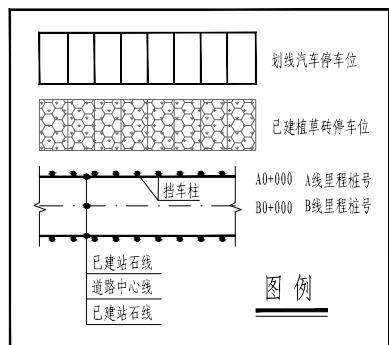 划线汽车停车位
已建植草砖停车位
挡车柱
A0+000 A线里程桩号
B0+000 B线里程桩号
已建站石线
道路中心线
已建站石线
图例